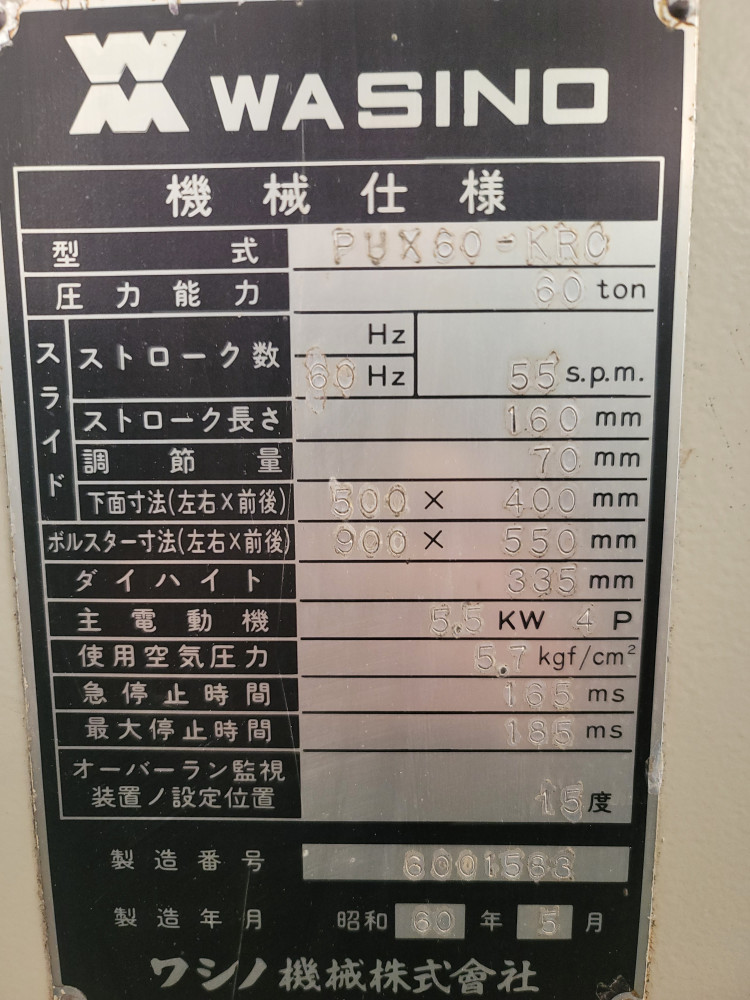 WASINO
機械仕様
型式 PUX60-KRC
圧力能力 60 ton
スライド
ストローク数 Hz
60 Hz 55 s.p.m.
ストローク長さ 160 mm
調節量 70 mm
下面寸法(左右×前後) 500 × 400 mm
ボルスター寸法(左右×前後) 900 × 550 mm
ダイハイト 335 mm
主電動機 5.5 KW 4 P
使用空気圧力 5.7 kgf/cm²
急停止時間 165 ms
最大停止時間 185 ms
オーバーラン監視
装置ノ設定位置 15度
製造番号 6001583
製造年月 昭和60年5月
ワシノ機械株式會社